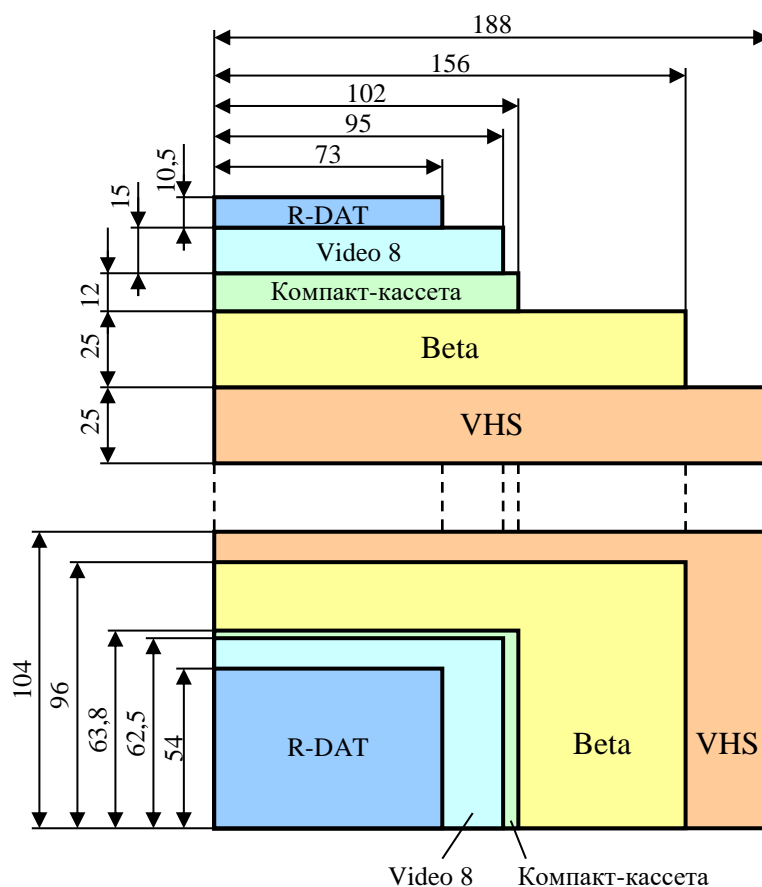 188
156
102
95
73
10,5
15
R-DAT
Video 8
12
Компакт-кассета
25
Beta
25
VHS
104
96
63,8
62,5
54
R-DAT
Beta
VHS
Video 8
Компакт-кассета